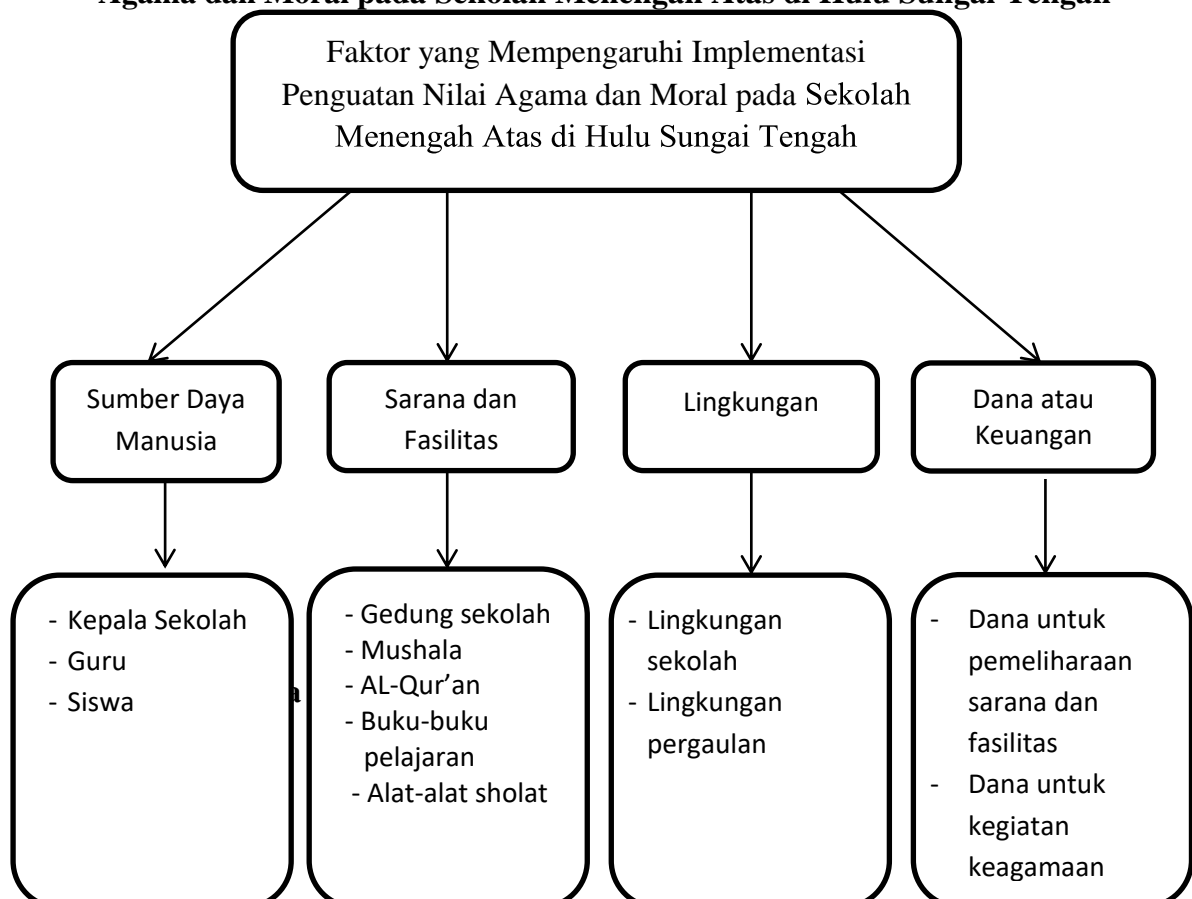 Agama dan Moral pada Sekolah Menengah Atas di Hulu Sungai Tengah
Faktor yang Mempengaruhi Implementasi
Penguatan Nilai Agama dan Moral pada Sekolah
Menengah Atas di Hulu Sungai Tengah
Sumber Daya
Manusia
Sarana dan
Fasilitas
Lingkungan
Dana atau
Keuangan
- Kepala Sekolah
- Guru
- Siswa
a
- Gedung sekolah
- Mushala
- AL-Qur’an
- Buku-buku
pelajaran
- Alat-alat sholat
- Lingkungan
sekolah
- Lingkungan
pergaulan
- Dana untuk
pemeliharaan
sarana dan
fasilitas
- Dana untuk
kegiatan
keagamaan